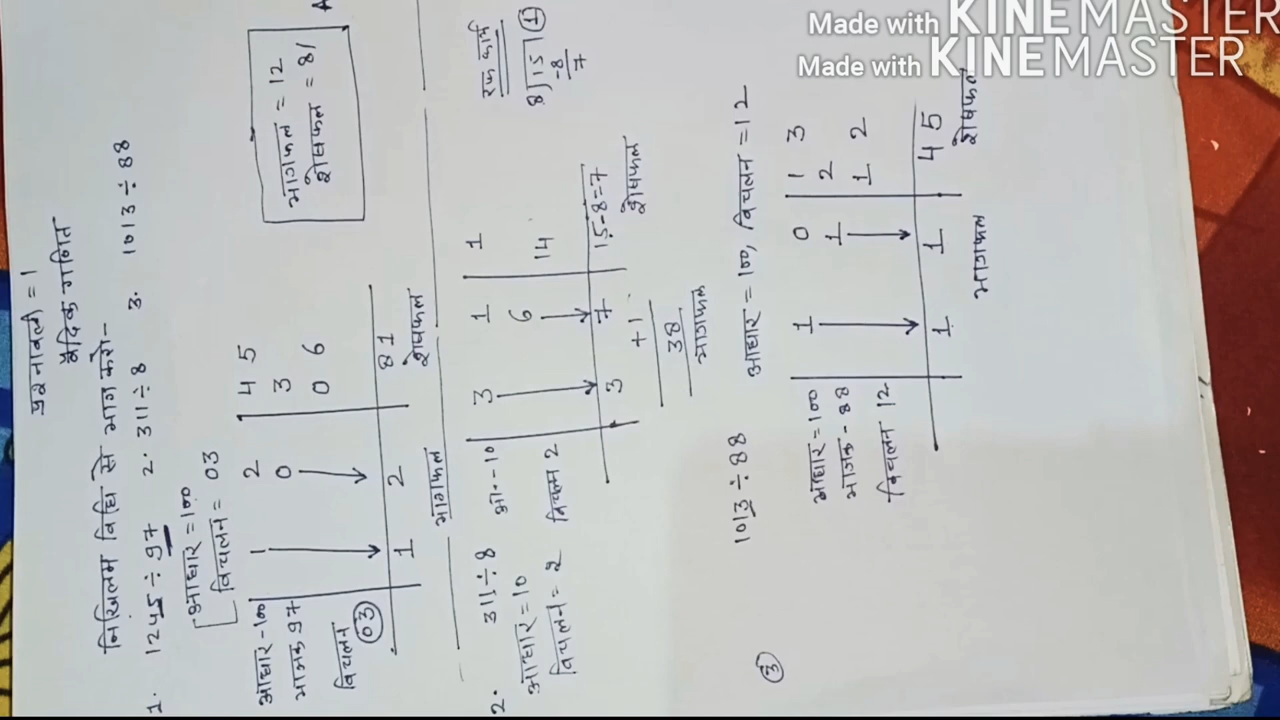 Made with KINEMASTER
Made with KINEMASTER
प्रश्नावली = 1
वैदिक गणित
निखिलम विधि से भाग करो-
1. 1245 ÷ 97 2. 311 ÷ 8 3. 1013 ÷ 88
आधार = 100
विचलन = 03
आधार - 100 1 2 4 5
भाजक 97 0 3
विचलन 0 6
03
1 2 81
भागफल शेषफल
भागफल = 12
शेषफल = 81
2. 311 ÷ 8 आ॰ - 10 3 1 1
आधार = 10 विचलन 2 6 14
विचलन = 2
3 7 15-8=7
+1 शेषफल
38
भागफल
रफ कार्य
8)15(1
-8
7
3 1013 ÷ 88 आधार = 100, विचलन = 12
आधार = 100 1 0 1 3
भाजक - 88 1 2
विचलन 12 1 2
1 1 45
भागफल शेषफल